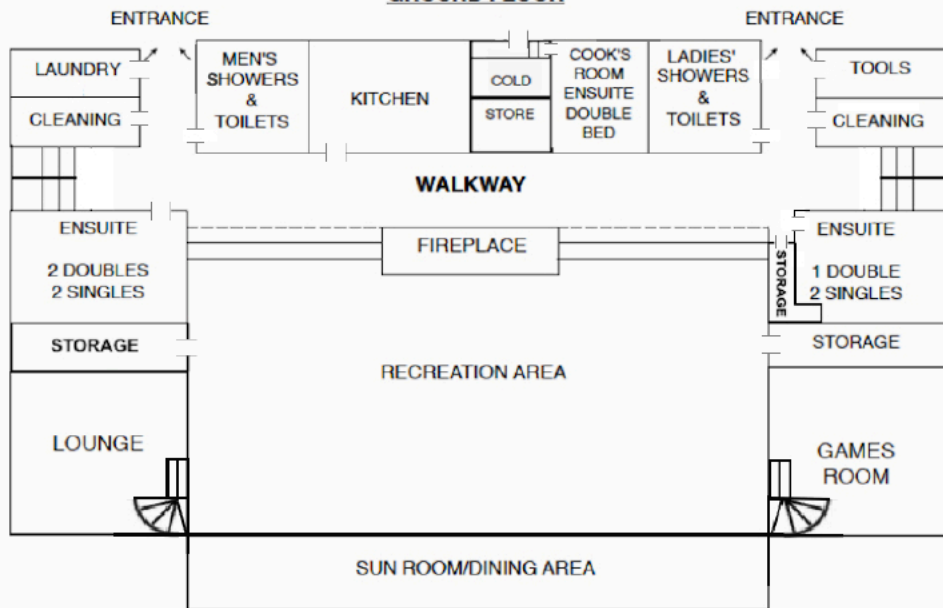 GROUND FLOOR
ENTRANCE
ENTRANCE
LAUNDRY
MEN'S
SHOWERS
&
TOILETS
KITCHEN
COLD
STORE
COOK'S
ROOM
ENSUITE
DOUBLE
BED
LADIES'
SHOWERS
&
TOILETS
TOOLS
CLEANING
CLEANING
WALKWAY
ENSUITE
2 DOUBLES
2 SINGLES
FIREPLACE
STORAGE
ENSUITE
1 DOUBLE
2 SINGLES
STORAGE
STORAGE
RECREATION AREA
LOUNGE
GAMES
ROOM
SUN ROOM/DINING AREA